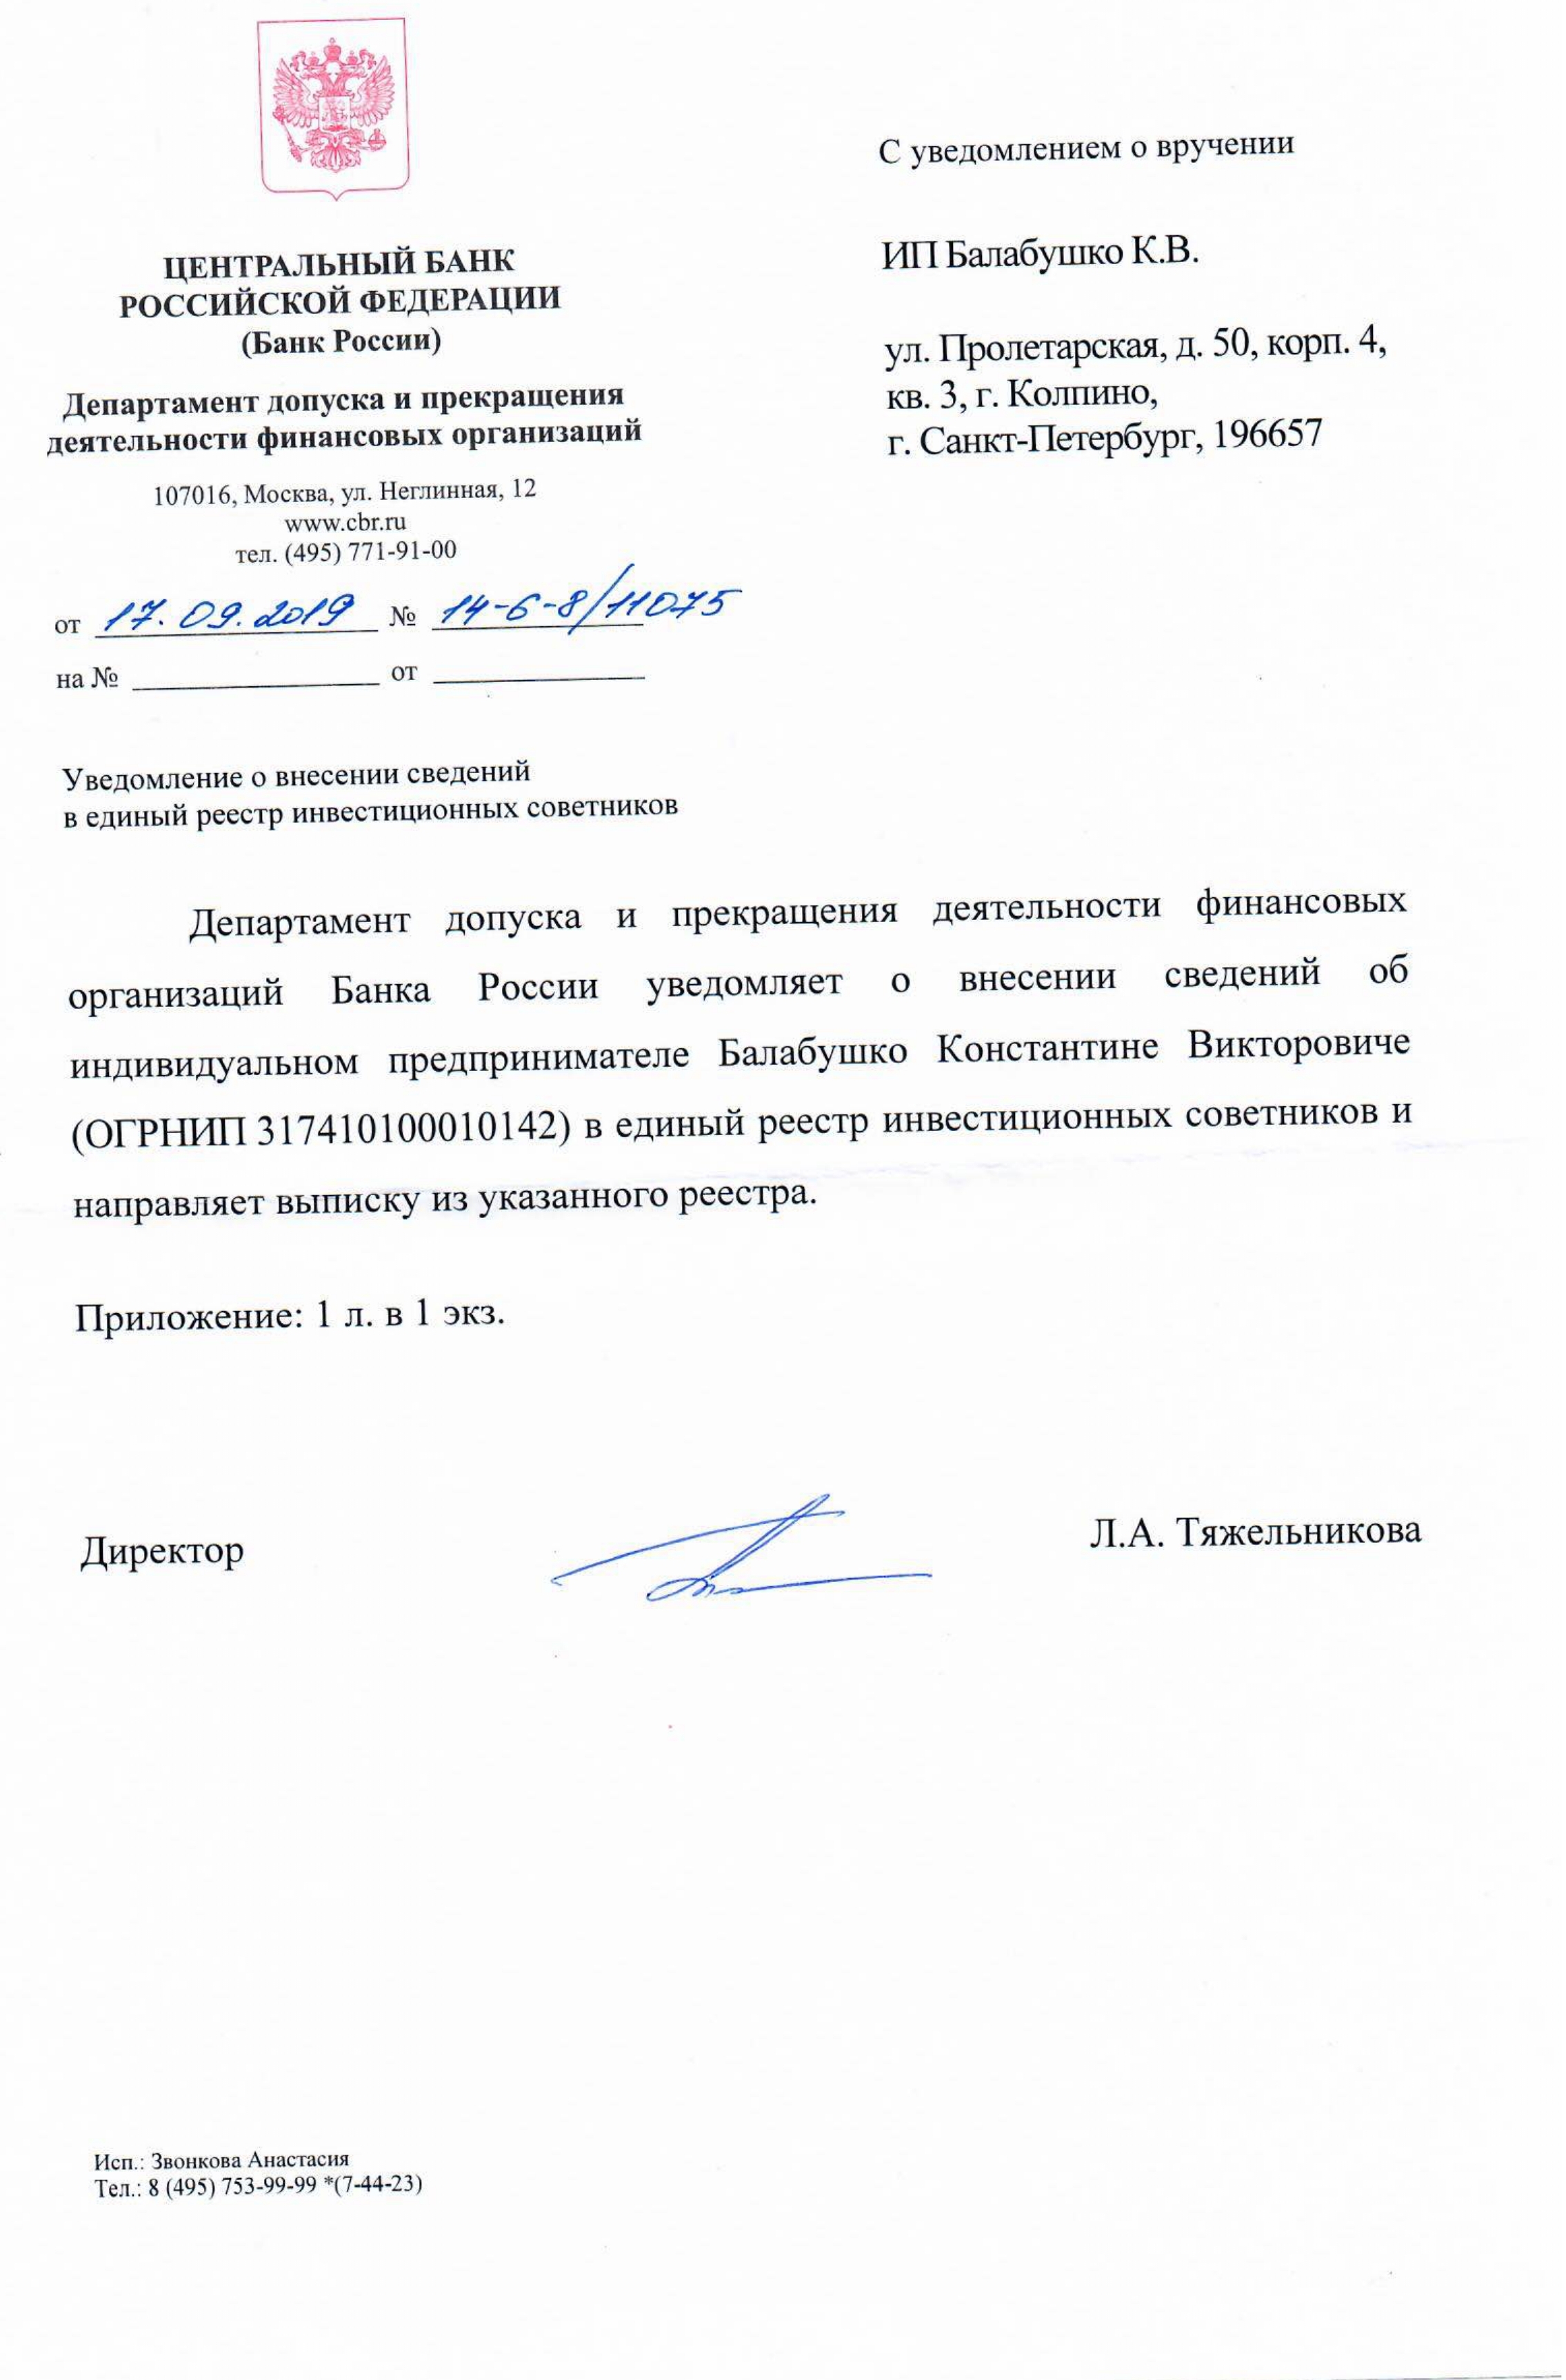 ЦЕНТРАЛЬНЫЙ БАНК
РОССИЙСКОЙ ФЕДЕРАЦИИ
(Банк России)
Департамент допуска и прекращения
деятельности финансовых организаций
107016, Москва, ул. Неглинная, 12
www.cbr.ru
тел. (495) 771-91-00
от 17.09.2019 № 14-6-8/11075
на № от
С уведомлением о вручении
ИП Балабушко К.В.
ул. Пролетарская, д. 50, корп. 4,
кв. 3, г. Колпино,
г. Санкт-Петербург, 196657
Уведомление о внесении сведений
в единый реестр инвестиционных советников
Департамент допуска и прекращения деятельности финансовых
организаций Банка России уведомляет о внесении сведений об
индивидуальном предпринимателе Балабушко Константине Викторовиче
(ОГРНИП 317410100010142) в единый реестр инвестиционных советников и
направляет выписку из указанного реестра.
Приложение: 1 л. в 1 экз.
Директор Л.А. Тяжельникова
Исп.: Звонкова Анастасия
Тел.: 8 (495) 753-99-99 *(7-44-23)